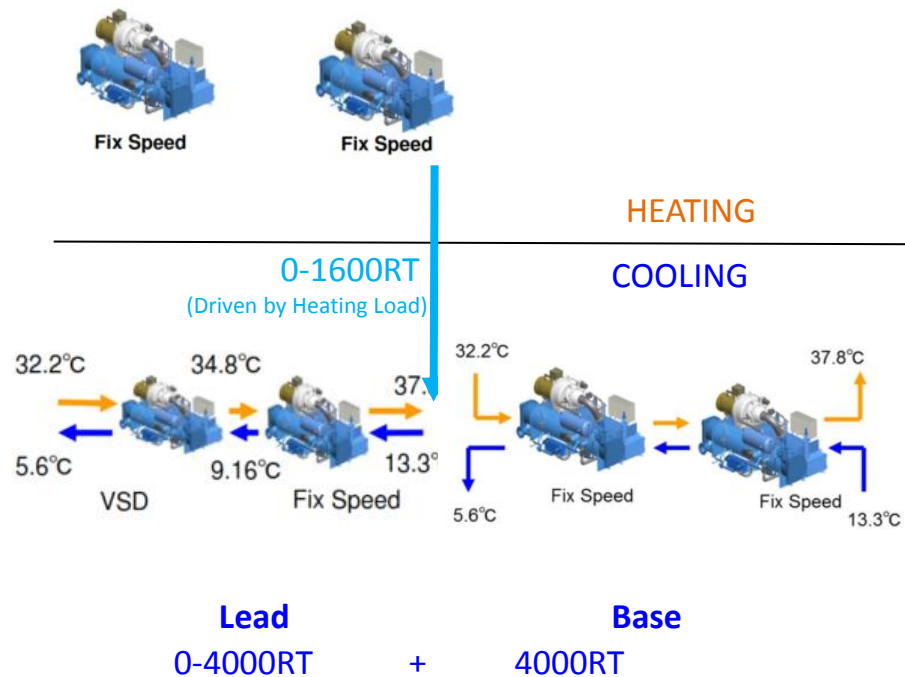 Fix Speed
Fix Speed
HEATING
0-1600RT
(Driven by Heating Load)
COOLING
32.2℃
34.8℃
37.
5.6℃
9.16℃
13.3°
VSD
Fix Speed
32.2℃
37.8℃
5.6℃
Fix Speed
Fix Speed
13.3℃
Lead
Base
0-4000RT + 4000RT